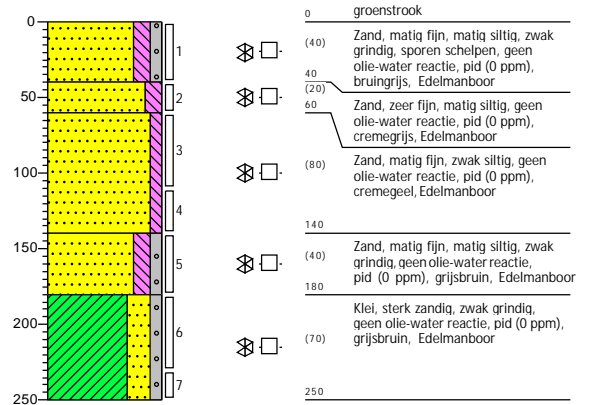 0
50
100
150
200
250
1
2
3
4
5
6
7
0
groenstrook
(40)
Zand, matig fijn, matig siltig, zwak
grindig, sporen schelpen, geen
olie-water reactie, pid (0 ppm),
bruingrijs, Edelmanboor
40
(20)
60
Zand, zeer fijn, matig siltig, geen
olie-water reactie, pid (0 ppm),
cremegrijs, Edelmanboor
(80)
Zand, matig fijn, zwak siltig, geen
olie-water reactie, pid (0 ppm),
cremegeel, Edelmanboor
140
(40)
Zand, matig fijn, matig siltig, zwak
grindig, geen olie-water reactie,
pid (0 ppm), grijsbruin, Edelmanboor
180
(70)
Klei, sterk zandig, zwak grindig,
geen olie-water reactie, pid (0 ppm),
grijsbruin, Edelmanboor
250